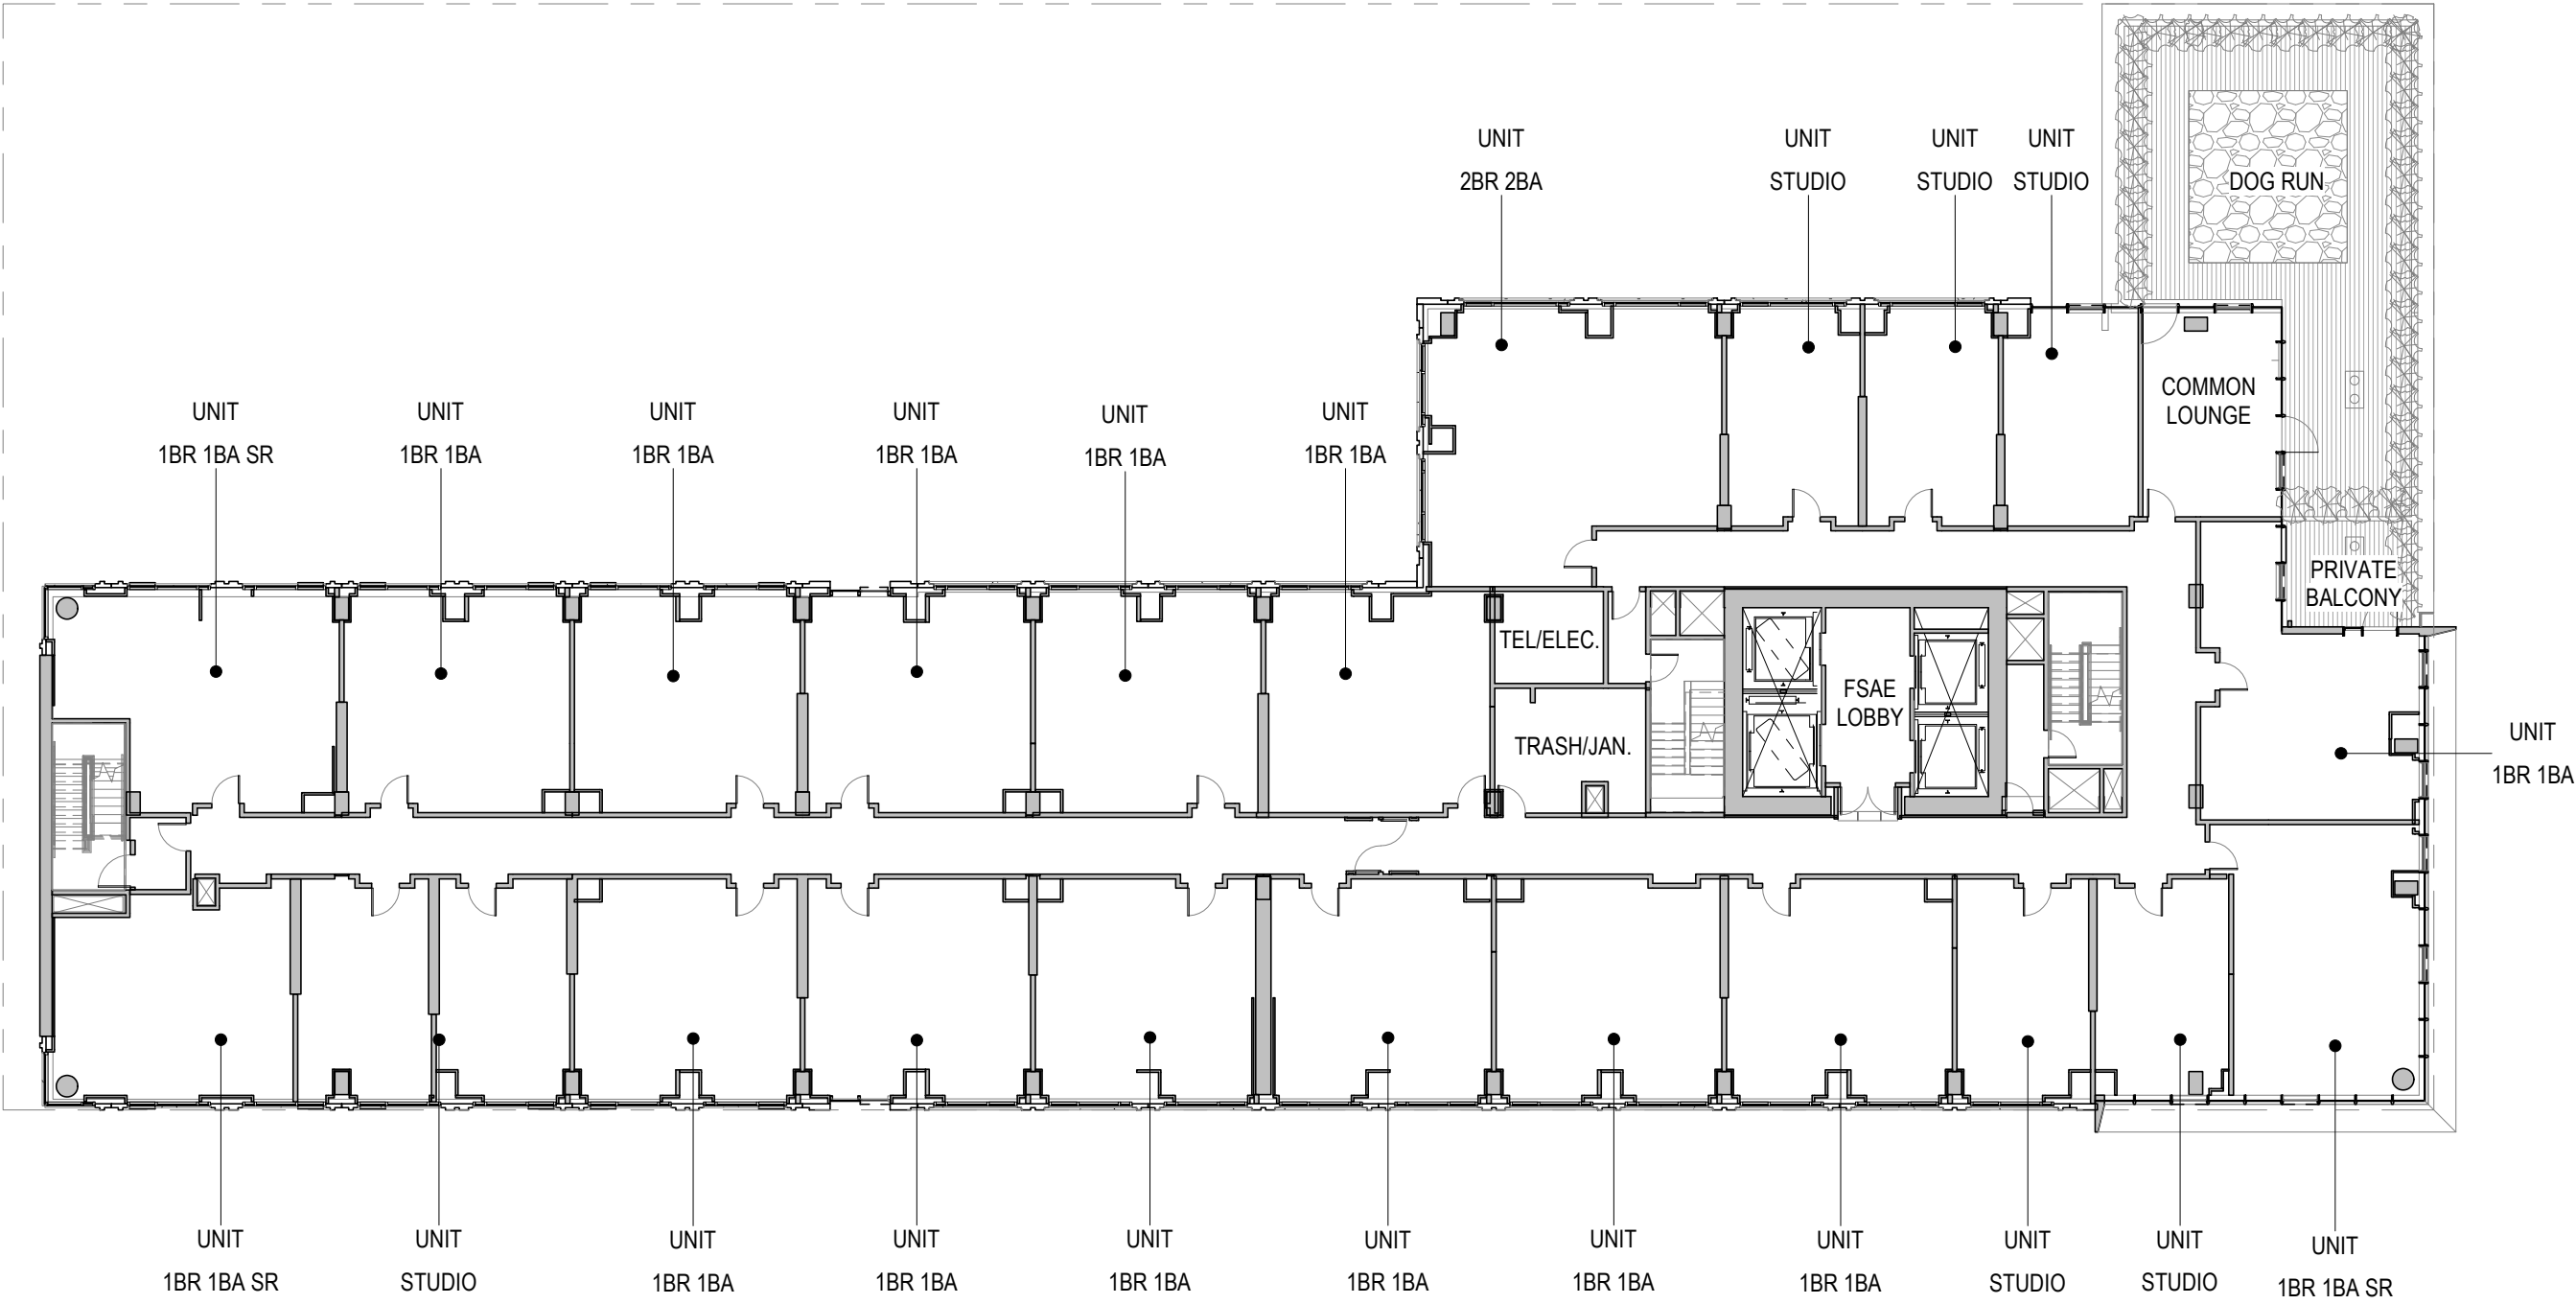 UNIT
2BR 2BA
UNIT
STUDIO
UNIT
STUDIO
UNIT
STUDIO
DOG RUN
COMMON
LOUNGE
UNIT
1BR 1BA SR
UNIT
1BR 1BA
UNIT
1BR 1BA
UNIT
1BR 1BA
UNIT
1BR 1BA
UNIT
1BR 1BA
PRIVATE
BALCONY
TEL/ELEC.
FSAE
LOBBY
TRASH/JAN.
UNIT
1BR 1BA
UNIT
1BR 1BA SR
UNIT
STUDIO
UNIT
1BR 1BA
UNIT
1BR 1BA
UNIT
1BR 1BA
UNIT
1BR 1BA
UNIT
1BR 1BA
UNIT
1BR 1BA
UNIT
STUDIO
UNIT
STUDIO
UNIT
1BR 1BA SR